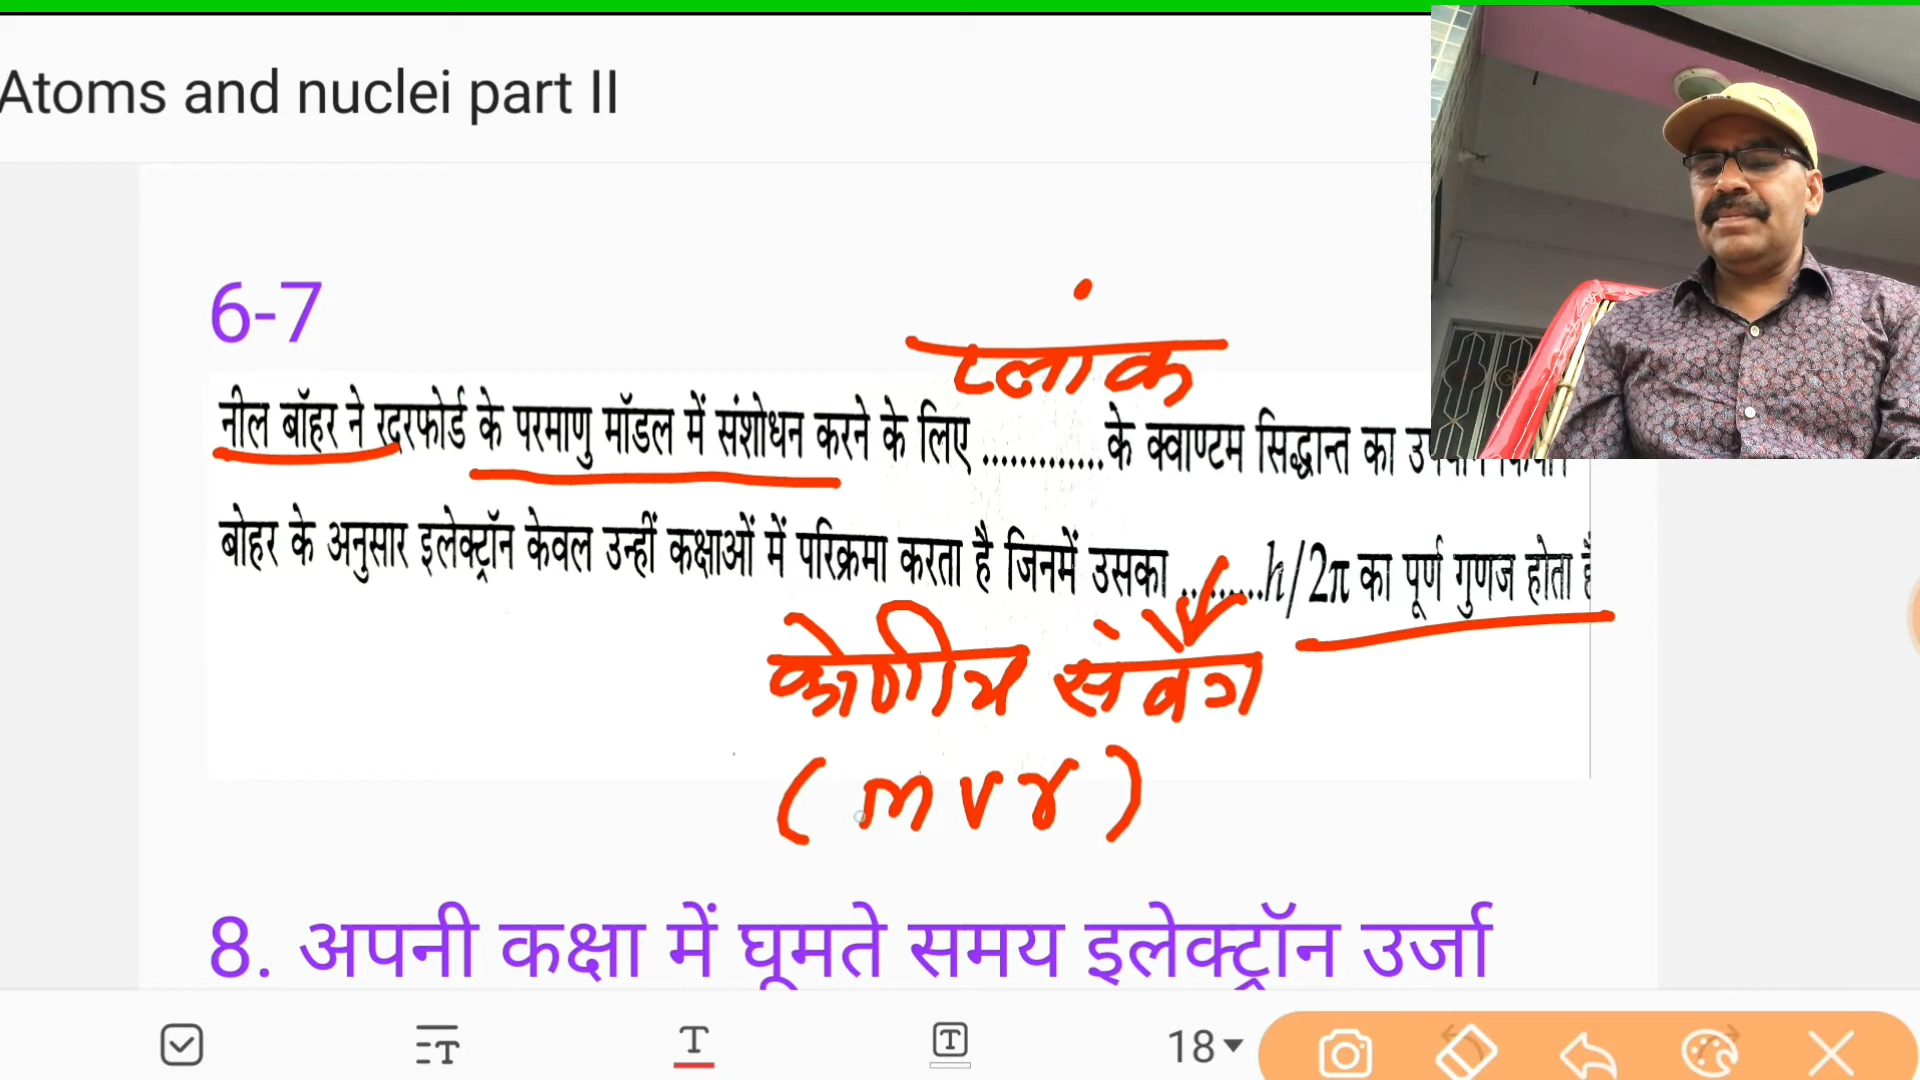 Atoms and nuclei part II
6-7
प्लांक
नील बॉहर ने रदरफोर्ड के परमाणु मॉडल में संशोधन करने के लिए .............के क्वाण्टम सिद्धान्त का
बोहर के अनुसार इलेक्ट्रॉन केवल उन्हीं कक्षाओं में परिक्रमा करता है जिनमें उसका .........h/2π का पूर्ण गुणज होता है
कोणीय संवेग
( m v r )
8. अपनी कक्षा में घूमते समय इलेक्ट्रॉन उर्जा
T
T
T
18